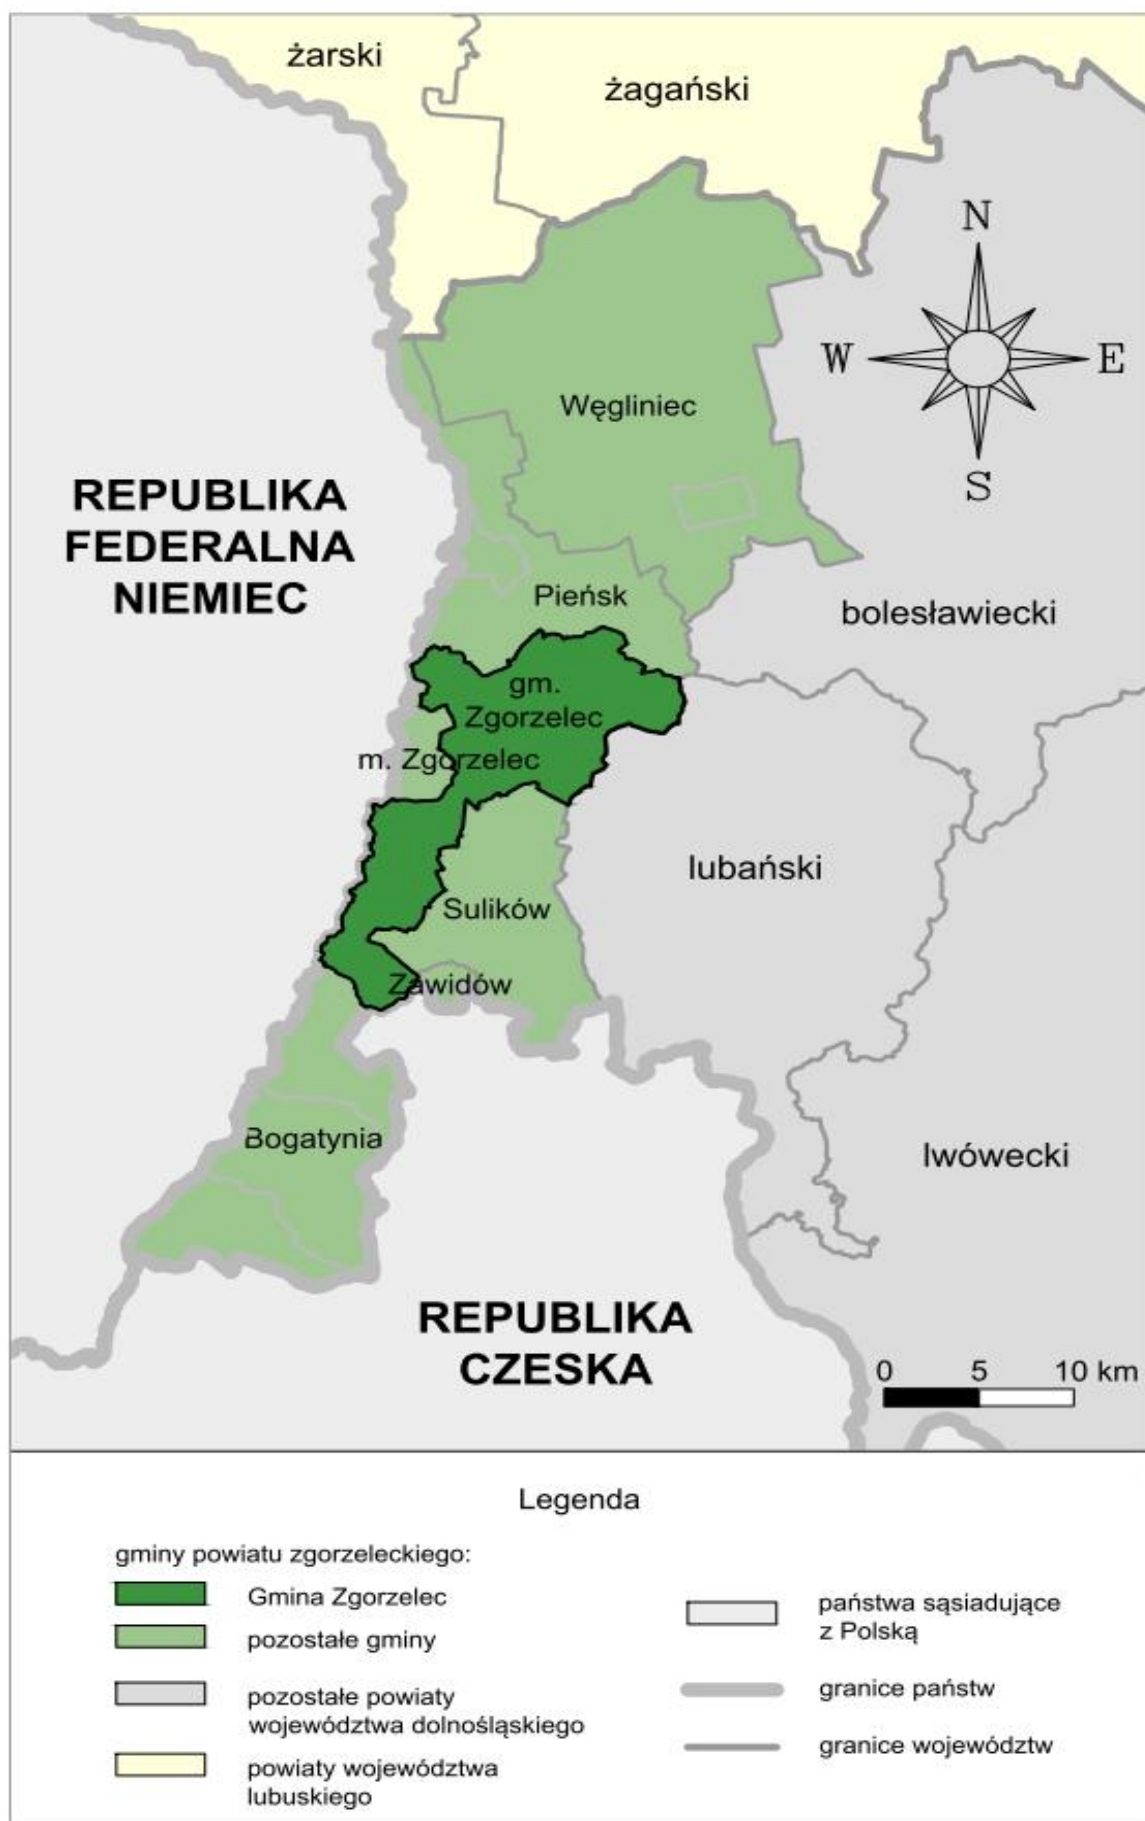 żarski
żagański
N
W
E
S
Węgliniec
REPUBLIKA
FEDERALNA
NIEMIEC
Pieńsk
bolesławiecki
gm.
Zgorzelec
m. Zgorzelec
lubański
Sulików
Zawidów
Bogatynia
lwówecki
REPUBLIKA
CZESKA
0 5 10 km
Legenda
gminy powiatu zgorzeleckiego:
Gmina Zgorzelec
pozostałe gminy
pozostałe powiaty
województwa dolnośląskiego
powiaty województwa
lubuskiego
państwa sąsiadujące
z Polską
granice państw
granice województw